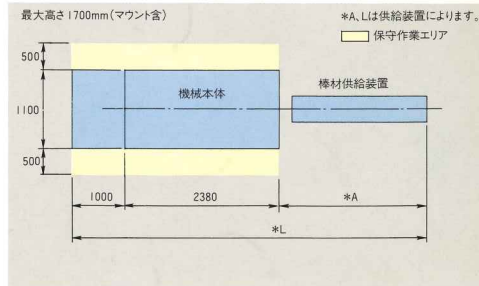 最大高さ1700mm(マウント含)
*A、Lは供給装置によります。
保守作業エリア
500
機械本体
棒材供給装置
1100
500
1000
2380
*A
*L